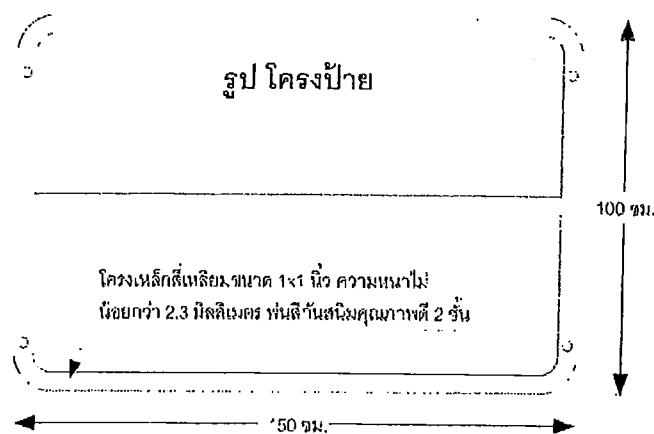 รูป โครงป้าย
100 ซม.
โครงเหล็กสี่เหลี่ยมขนาด 1x1 นิ้ว ความหนาไม่
น้อยกว่า 2.3 มิลลิเมตร พ่นสีกันสนิมคุณภาพดี 2 ชั้น
150 ซม.